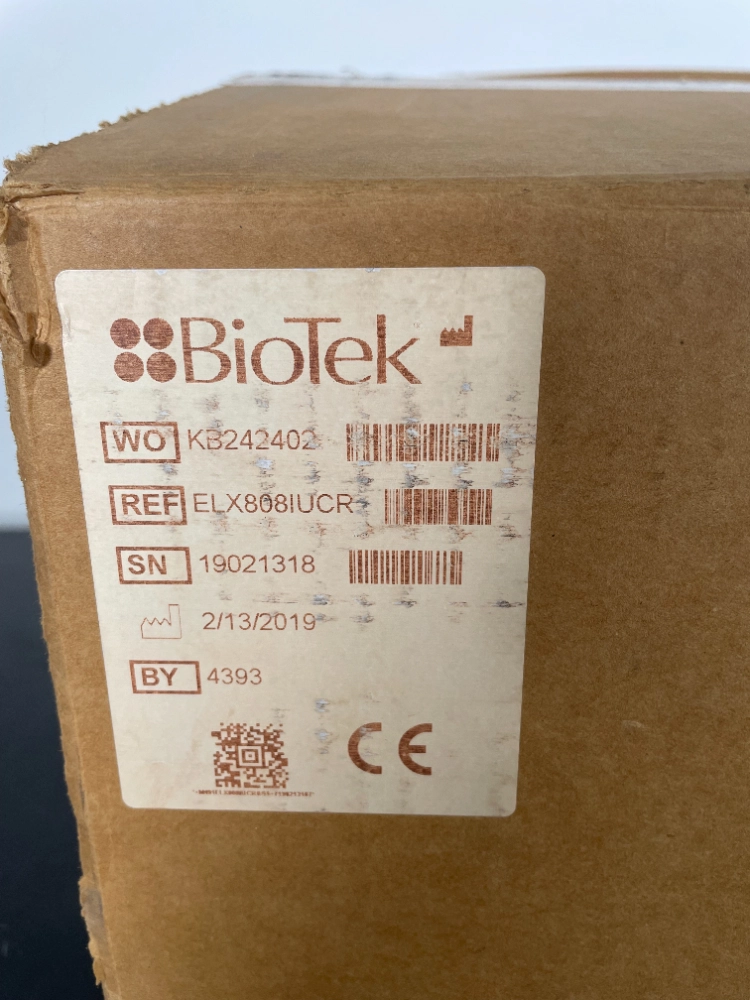 BioTek
WO KB242402
REF ELX808IUCR
SN 19021318
2/13/2019
BY 4393
CE